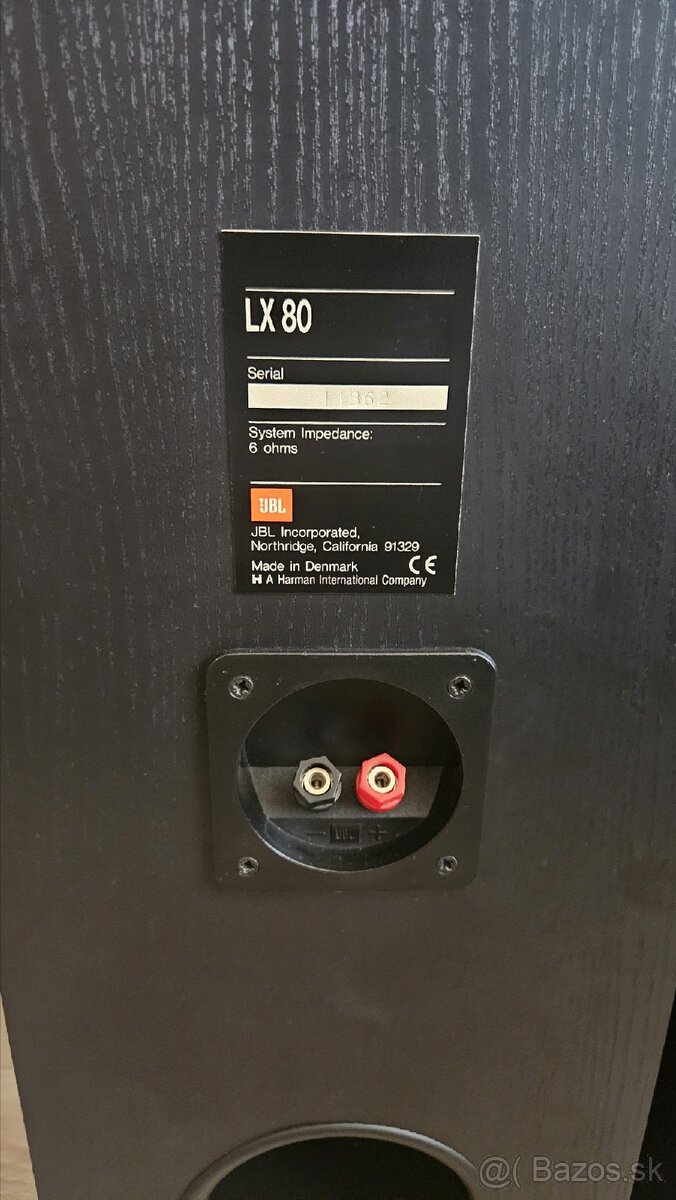 LX 80
Serial
System Impedance:
6 ohms
JBL
JBL Incorporated,
Northridge, California 91329
Made in Denmark CE
H A Harman International Company
— JBL +
@( Bazos.sk